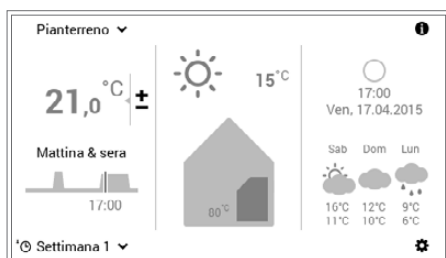 Pianterreno
21,0 °C ±
Mattina & sera
17:00
Settimana 1
15°C
80°C
17:00
Ven, 17.04.2015
Sab Dom Lun
16°C 12°C 9°C
11°C 10°C 6°C